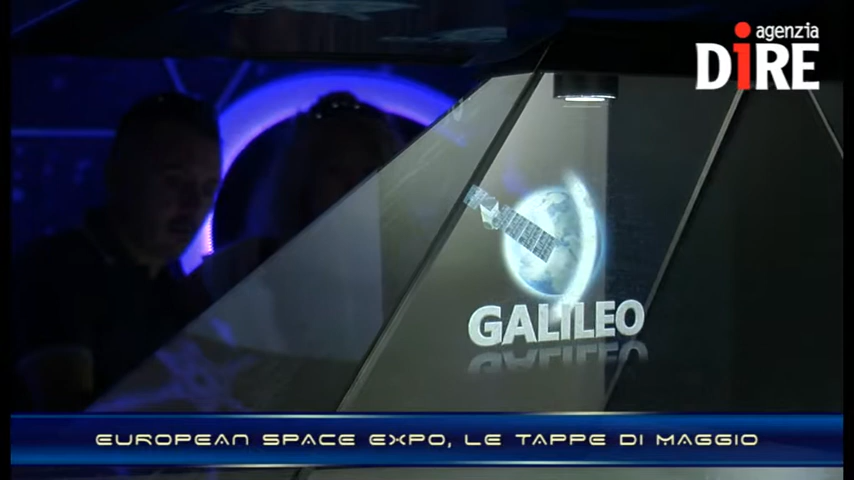 agenzia
DiRE
GALILEO
EUROPEAN SPACE EXPO, LE TAPPE DI MAGGIO